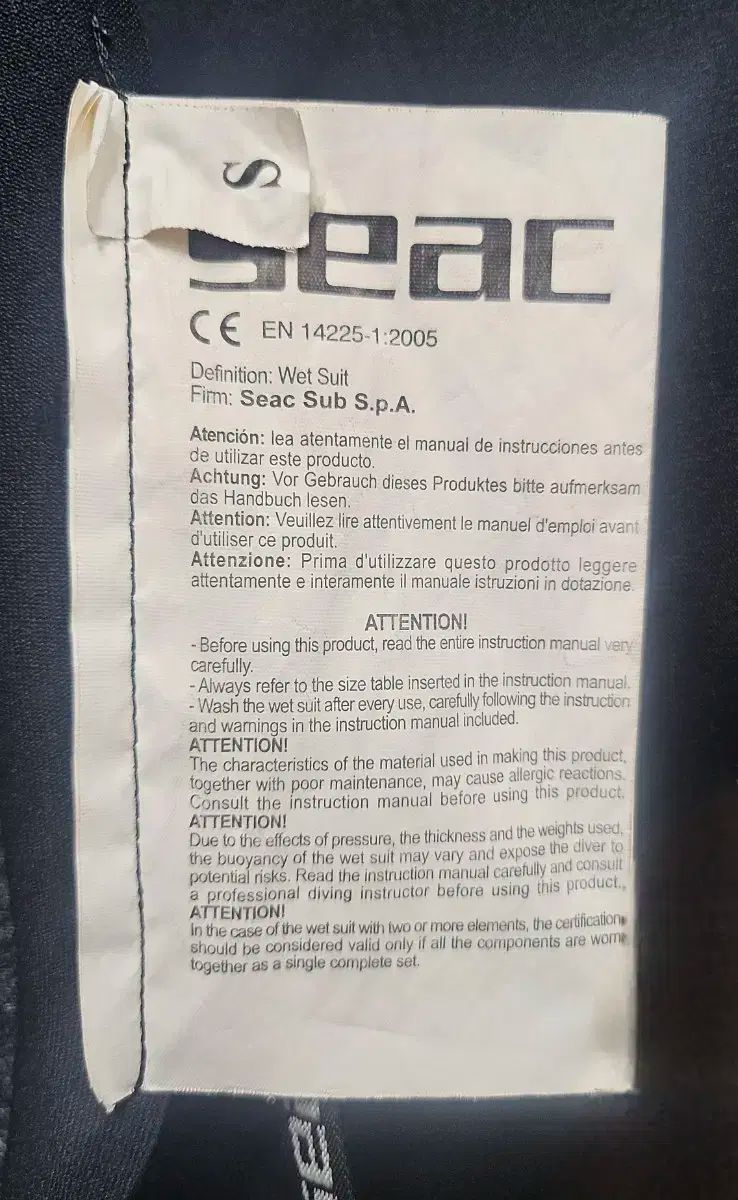 S
seac
CE EN 14225-1:2005
Definition: Wet Suit
Firm: Seac Sub S.p.A.
Atención: lea atentamente el manual de instrucciones antes
de utilizar este producto.
Achtung: Vor Gebrauch dieses Produktes bitte aufmerksam
das Handbuch lesen.
Attention: Veuillez lire attentivement le manuel d'emploi avant
d'utiliser ce produit.
Attenzione: Prima d'utilizzare questo prodotto leggere
attentamente e interamente il manuale istruzioni in dotazione.
ATTENTION!
- Before using this product, read the entire instruction manual very
carefully.
- Always refer to the size table inserted in the instruction manual.
- Wash the wet suit after every use, carefully following the instruction
and warnings in the instruction manual included.
ATTENTION!
The characteristics of the material used in making this product,
together with poor maintenance, may cause allergic reactions.
Consult the instruction manual before using this product.
ATTENTION!
Due to the effects of pressure, the thickness and the weights used,
the buoyancy of the wet suit may vary and expose the diver to
potential risks. Read the instruction manual carefully and consult
a professional diving instructor before using this product.
ATTENTION!
In the case of the wet suit with two or more elements, the certification
should be considered valid only if all the components are worn
together as a single complete set.